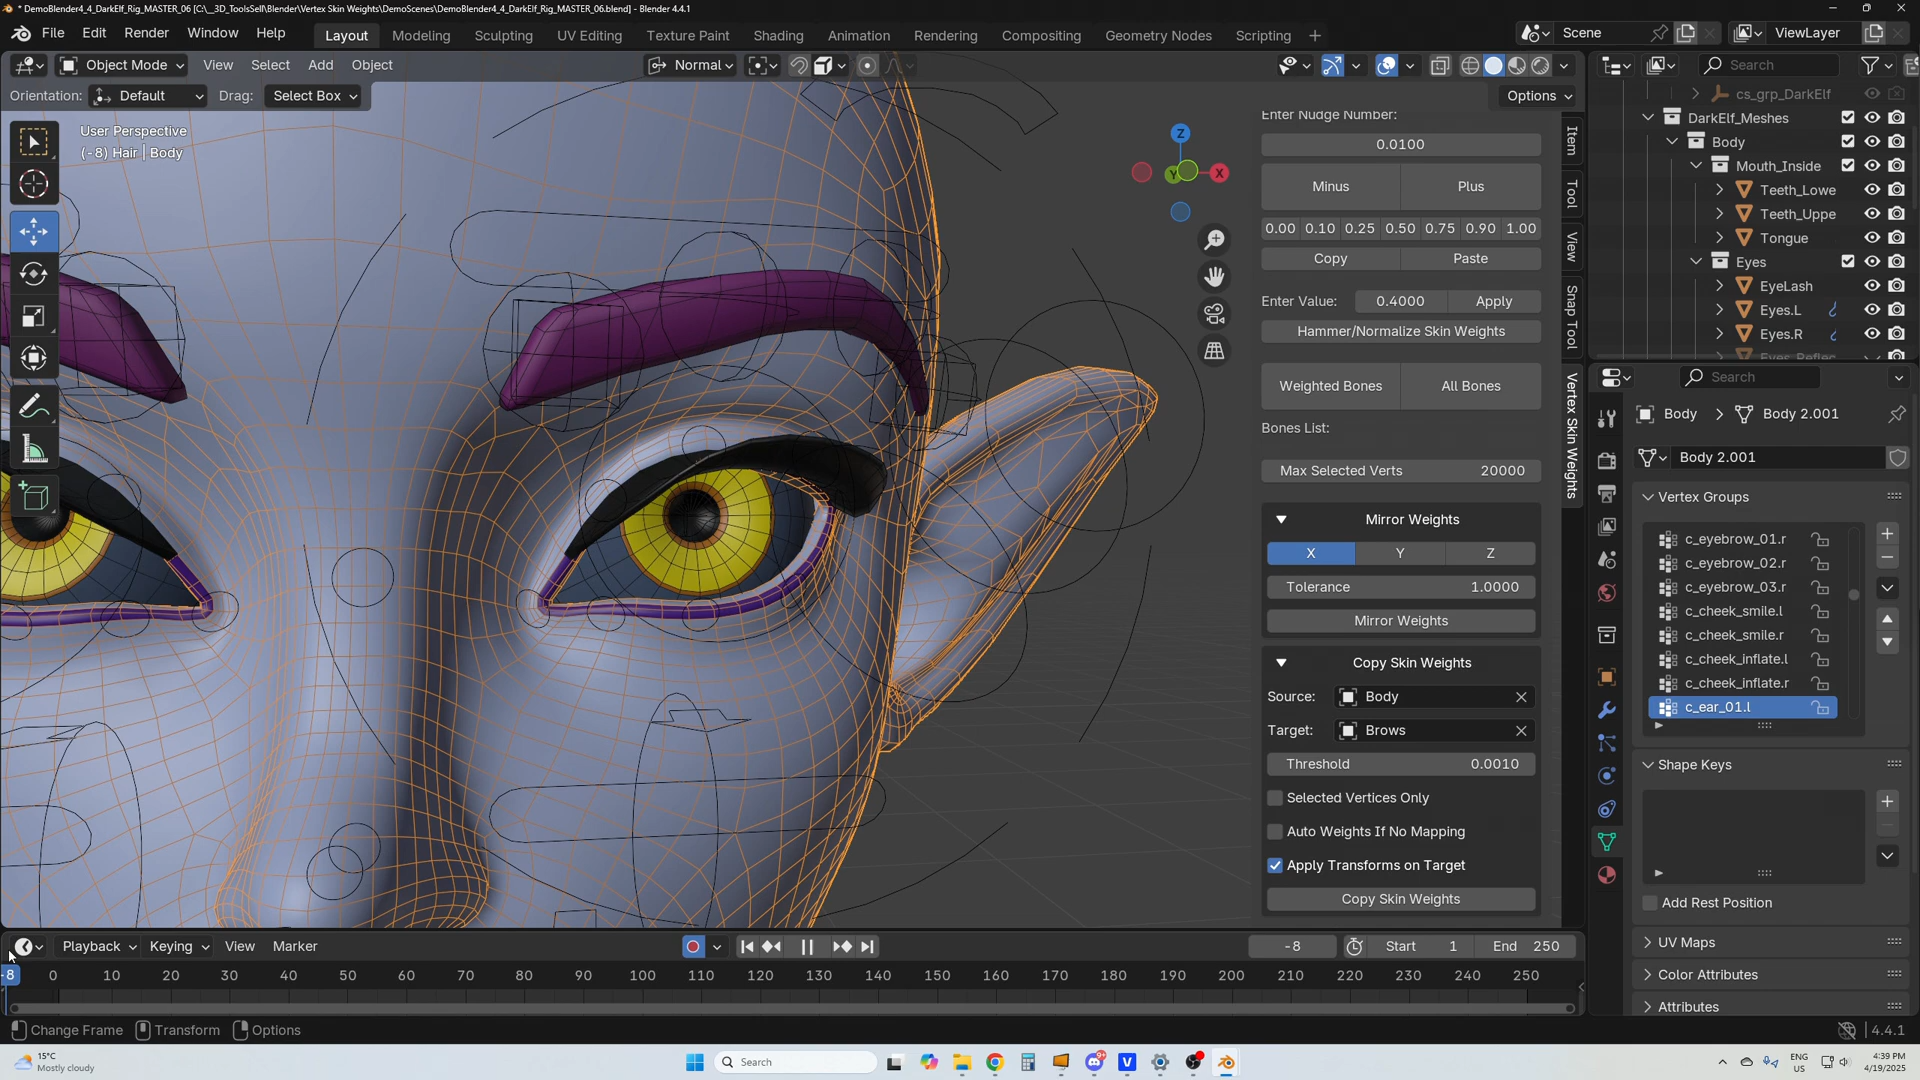 * DemoBlender4_4_DarkElf_Rig_MASTER_06 [C:\__3D_ToolsSell\Blender\Vertex Skin Weights\DemoScenes\DemoBlender4_4_DarkElf_Rig_MASTER_06.blend] - Blender 4.4.1
File Edit Render Window Help Layout Modeling Sculpting UV Editing Texture Paint Shading Animation Rendering Compositing Geometry Nodes Scripting + Scene ViewLayer
Object Mode View Select Add Object Normal Search
Orientation: Default Drag: Select Box Options
User Perspective
(-8) Hair | Body
Z
X
Y
Enter Nudge Number:
0.0100
Minus Plus
0.00 0.10 0.25 0.50 0.75 0.90 1.00
Copy Paste
Enter Value: 0.4000 Apply
Hammer/Normalize Skin Weights
Weighted Bones All Bones
Bones List:
Max Selected Verts 20000
Mirror Weights
X Y Z
Tolerance 1.0000
Mirror Weights
Copy Skin Weights
Source: Body
Target: Brows
Threshold 0.0010
Selected Vertices Only
Auto Weights If No Mapping
Apply Transforms on Target
Copy Skin Weights
Item
Tool
View
Snap Tool
Vertex Skin Weights
cs_grp_DarkElf
DarkElf_Meshes
Body
Mouth_Inside
Teeth_Lowe
Teeth_Uppe
Tongue
Eyes
EyeLash
Eyes.L
Eyes.R
Eyes_Reflec
Search
Body > Body 2.001
Body 2.001
Vertex Groups
c_eyebrow_01.r
c_eyebrow_02.r
c_eyebrow_03.r
c_cheek_smile.l
c_cheek_smile.r
c_cheek_inflate.l
c_cheek_inflate.r
c_ear_01.l
Shape Keys
Add Rest Position
UV Maps
Color Attributes
Attributes
Playback Keying View Marker -8 Start 1 End 250
-8 0 10 20 30 40 50 60 70 80 90 100 110 120 130 140 150 160 170 180 190 200 210 220 230 240 250
Change Frame Transform Options 4.4.1
15°C
Mostly cloudy
Search
9+
ENG
US
4:39 PM
4/19/2025